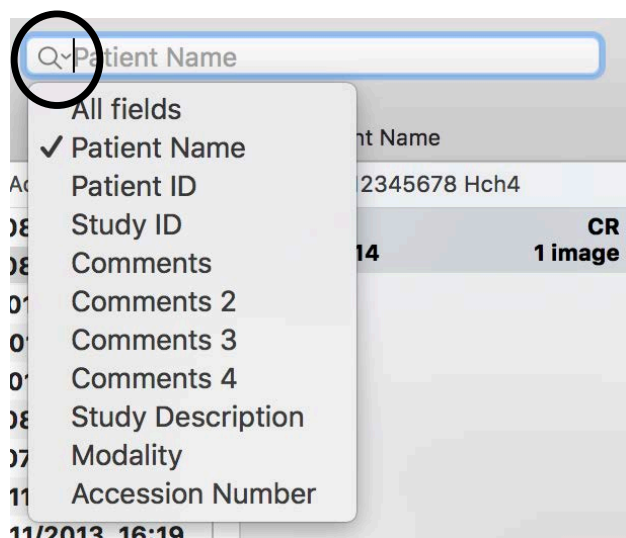 Patient Name
All fields
✓ Patient Name
nt Name
Patient ID
12345678 Hch4
Study ID
CR
Comments
14
1 image
Comments 2
Comments 3
Comments 4
Study Description
Modality
Accession Number
11/2013, 16:19